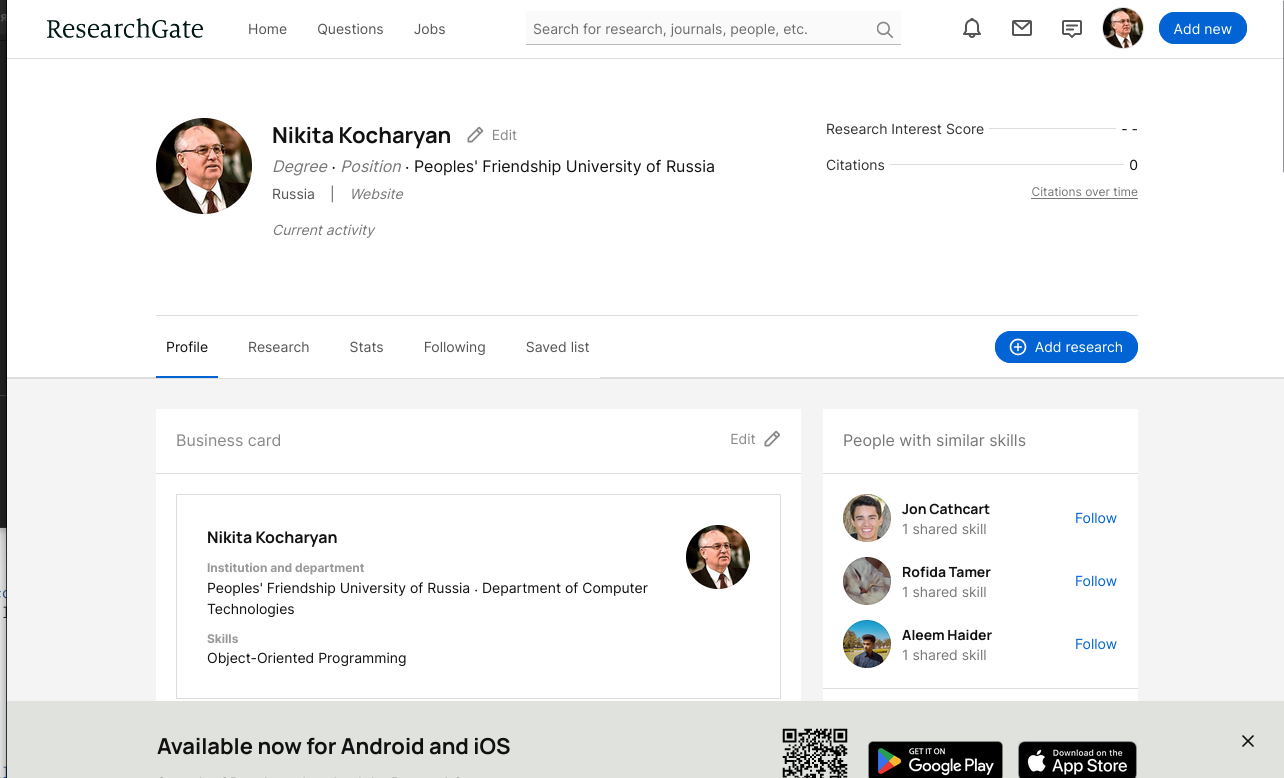 ResearchGate
Home
Questions
Jobs
Search for research, journals, people, etc.
Add new
Nikita Kocharyan
Edit
Degree · Position · Peoples' Friendship University of Russia
Russia | Website
Current activity
Research Interest Score - -
Citations 0
Citations over time
Profile
Research
Stats
Following
Saved list
Add research
Business card
Edit
Nikita Kocharyan
Institution and department
Peoples' Friendship University of Russia · Department of Computer
Technologies
Skills
Object-Oriented Programming
People with similar skills
Jon Cathcart
1 shared skill
Follow
Rofida Tamer
1 shared skill
Follow
Aleem Haider
1 shared skill
Follow
Available now for Android and iOS
GET IT ON
Google Play
Download on the
App Store